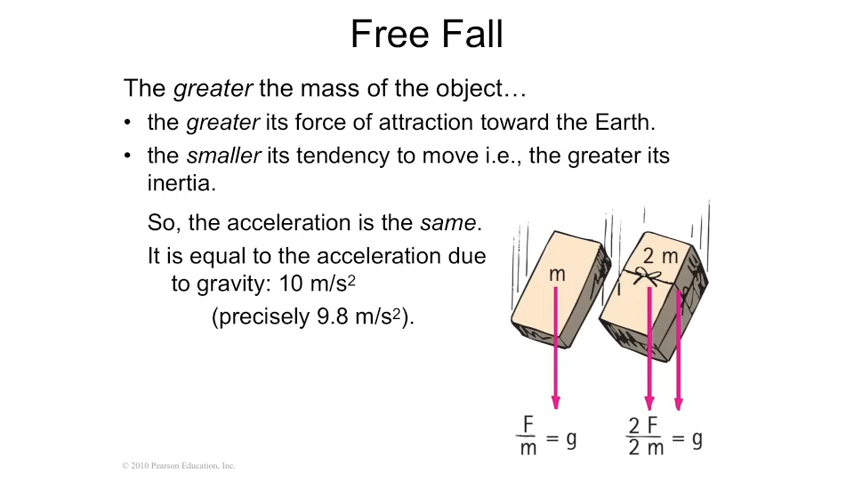 Free Fall
The greater the mass of the object…
• the greater its force of attraction toward the Earth.
• the smaller its tendency to move i.e., the greater its
inertia.
So, the acceleration is the same.
It is equal to the acceleration due
to gravity: 10 m/s²
(precisely 9.8 m/s²).
m
2 m
F/m = g
2 F/2 m = g
© 2010 Pearson Education, Inc.